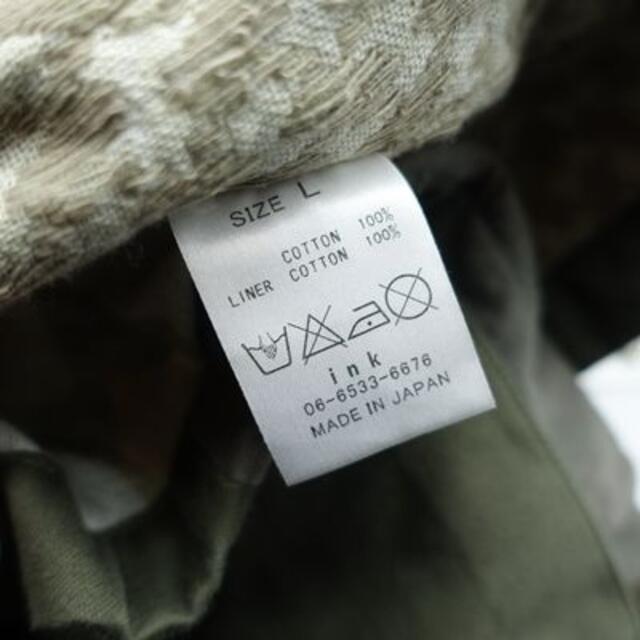 SIZE L
COTTON 100%
LINER COTTON 100%
ink
06-6533-6676
MADE IN JAPAN